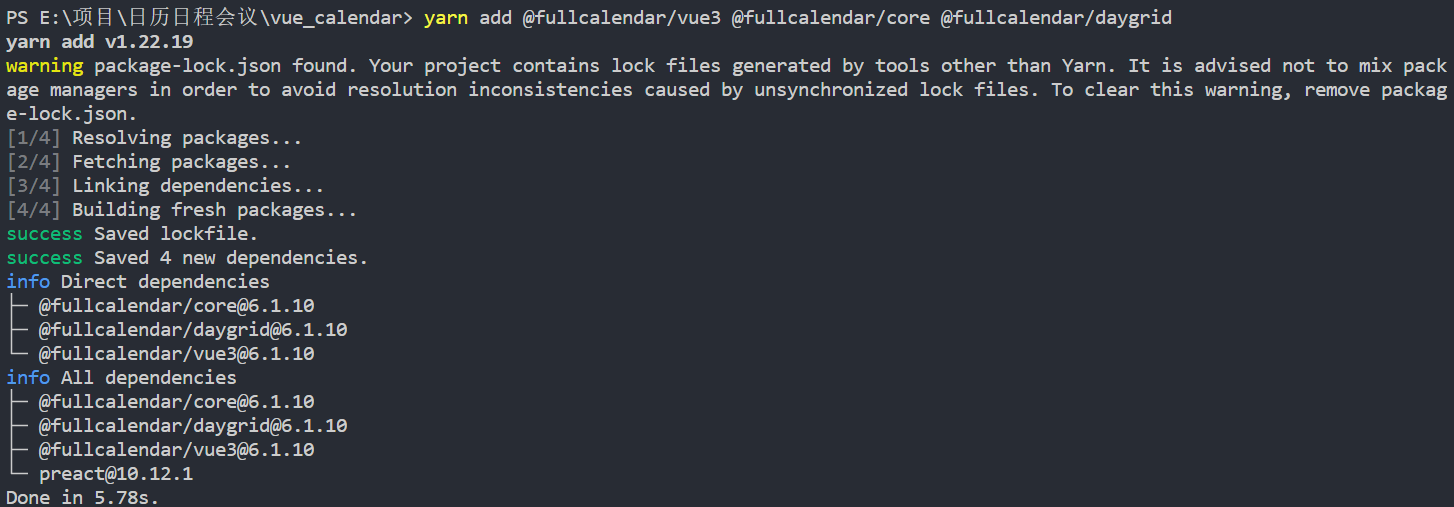 PS E:\项目\日历日程会议\vue_calendar> yarn add @fullcalendar/vue3 @fullcalendar/core @fullcalendar/daygrid
yarn add v1.22.19
warning package-lock.json found. Your project contains lock files generated by tools other than Yarn. It is advised not to mix pack
age managers in order to avoid resolution inconsistencies caused by unsynchronized lock files. To clear this warning, remove packag
e-lock.json.
[1/4] Resolving packages...
[2/4] Fetching packages...
[3/4] Linking dependencies...
[4/4] Building fresh packages...
success Saved lockfile.
success Saved 4 new dependencies.
info Direct dependencies
├─ @fullcalendar/core@6.1.10
├─ @fullcalendar/daygrid@6.1.10
└─ @fullcalendar/vue3@6.1.10
info All dependencies
├─ @fullcalendar/core@6.1.10
├─ @fullcalendar/daygrid@6.1.10
├─ @fullcalendar/vue3@6.1.10
└─ preact@10.12.1
Done in 5.78s.